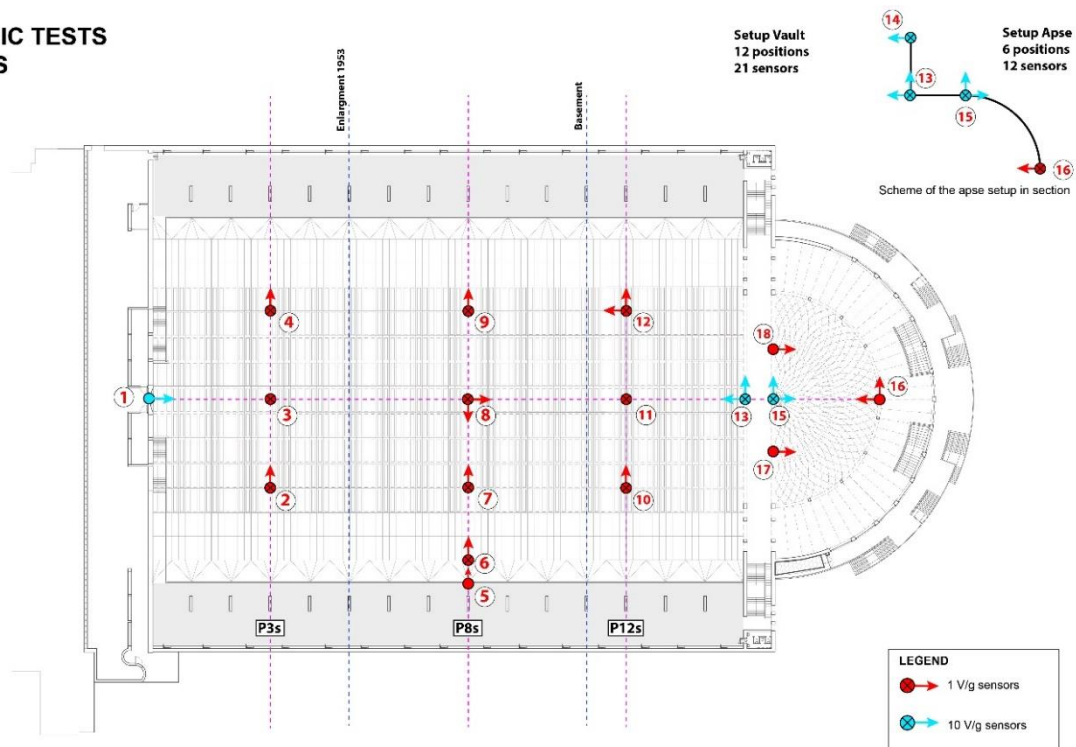 IC TESTS
S
Setup Vault
12 positions
21 sensors
14
13
15
16
Setup Apse
6 positions
12 sensors
Scheme of the apse setup in section
Enlargment 1953
Basement
4
9
12
18
1
3
8
11
13
15
16
17
2
7
10
6
5
P3s
P8s
P12s
LEGEND
1 V/g sensors
10 V/g sensors